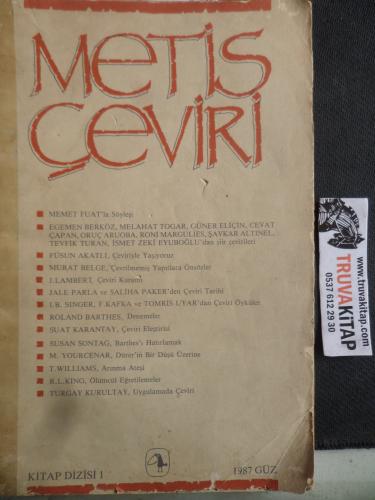 METİS
ÇEVİRİ
MEMET FUAT'la Söyleşi
EGEMEN BERKÖZ, MELAHAT TOGAR, GÜNER ELİÇİN, CEVAT
ÇAPAN, ORUÇ ARUOBA, RONİ MARGULİES, ŞAVKAR ALTINEL,
TEVFİK TURAN, İSMET ZEKİ EYUBOĞLU'dan şiir çevirileri
FÜSUN AKATLI, Çeviriyle Yaşıyoruz
MURAT BELGE, Çevrilmemiş Yapıtlara Önsözler
J.LAMBERT, Çeviri Kuramı
JALE PARLA ve SALİHA PAKER'den Çeviri Tarihi
I.B. SINGER, F.KAFKA ve TOMRİS UYAR'dan Çeviri Öyküler
ROLAND BARTHES, Denemeler
SUAT KARANTAY, Çeviri Eleştirisi
SUSAN SONTAG, Barthes'ı Hatırlamak
M. YOURCENAR, Dürer'in Bir Düşü Üzerine
T.WILLIAMS, Arınma Ateşi
R.L.KING, Ölümcül Eğretilemeler
TURGAY KURULTAY, Uygulamada Çeviri
KİTAP DİZİSİ 1
1987 GÜZ
www.truvakitap.com
TRUVAKİTAP
0537 612 29 30